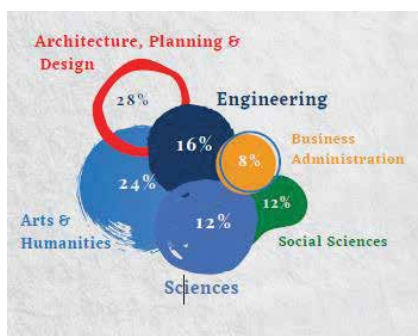 Architecture, Planning &
Design
28%
Engineering
16%
Business
Administration
8%
24%
12%
12%
Arts &
Humanities
Social Sciences
Sciences